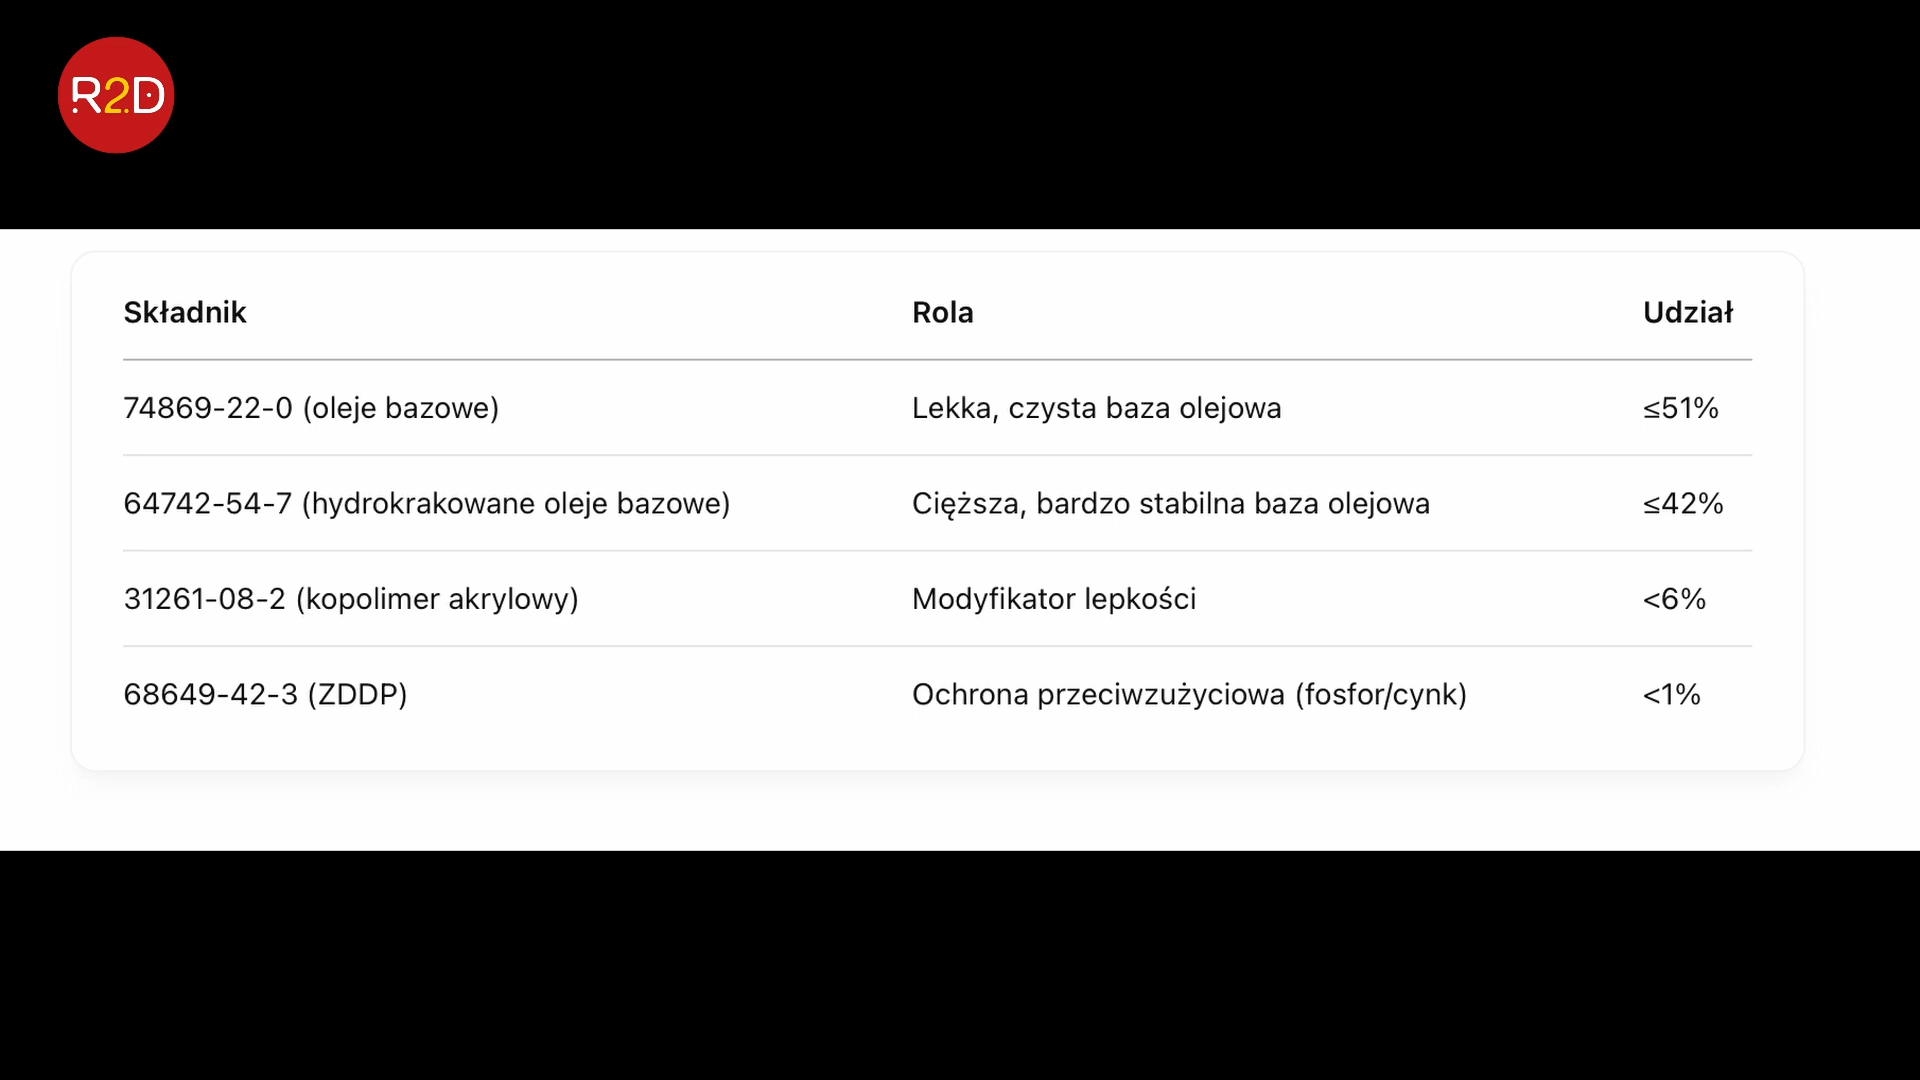 R2D
Składnik Rola Udział
74869-22-0 (oleje bazowe) Lekka, czysta baza olejowa ≤51%
64742-54-7 (hydrokrakowane oleje bazowe) Cięższa, bardzo stabilna baza olejowa ≤42%
31261-08-2 (kopolimer akrylowy) Modyfikator lepkości <6%
68649-42-3 (ZDDP) Ochrona przeciwzużyciowa (fosfor/cynk) <1%